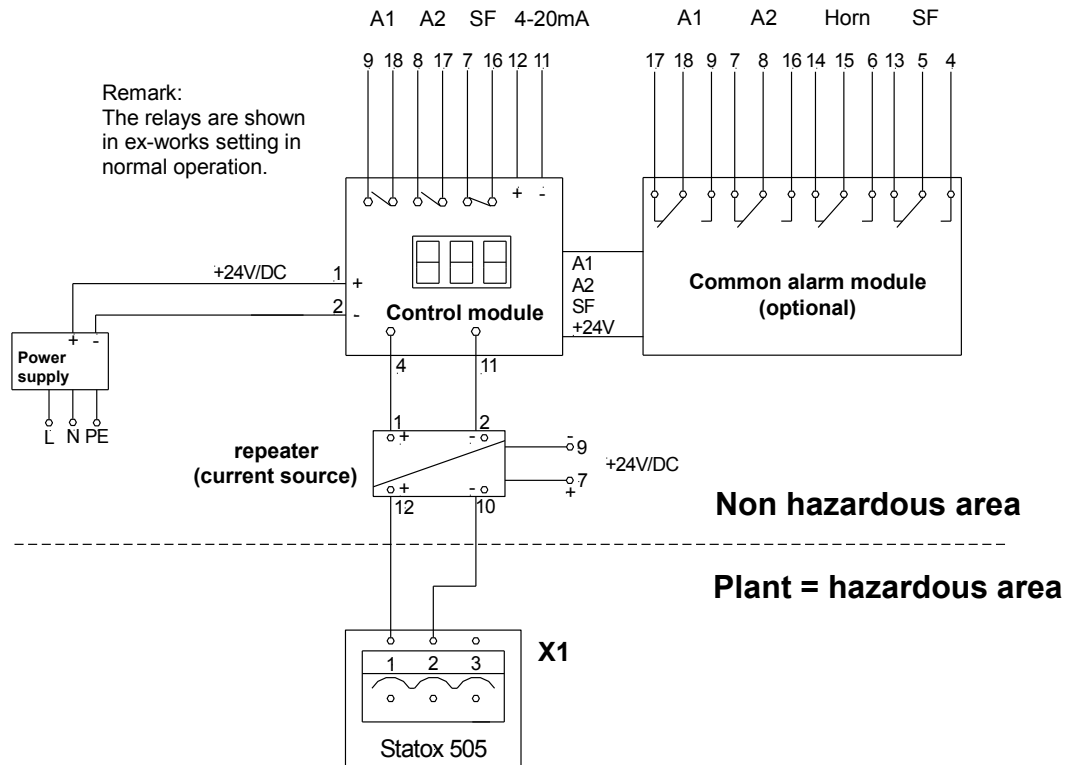 A1 A2 SF 4-20mA
A1 A2 Horn SF
9 18 8 17 7 16 12 11
17 18 9 7 8 16 14 15 6 13 5 4
Remark:
The relays are shown
in ex-works setting in
normal operation.
+ -
+24V/DC 1 +
2 -
Control module
A1
A2
SF
+24V
Common alarm module
(optional)
+ -
Power
supply
L N PE
4 11
1 2
+ -
repeater
(current source)
- 9
+24V/DC
7
+
+ -
12 10
Non hazardous area
Plant = hazardous area
X1
1 2 3
Statox 505